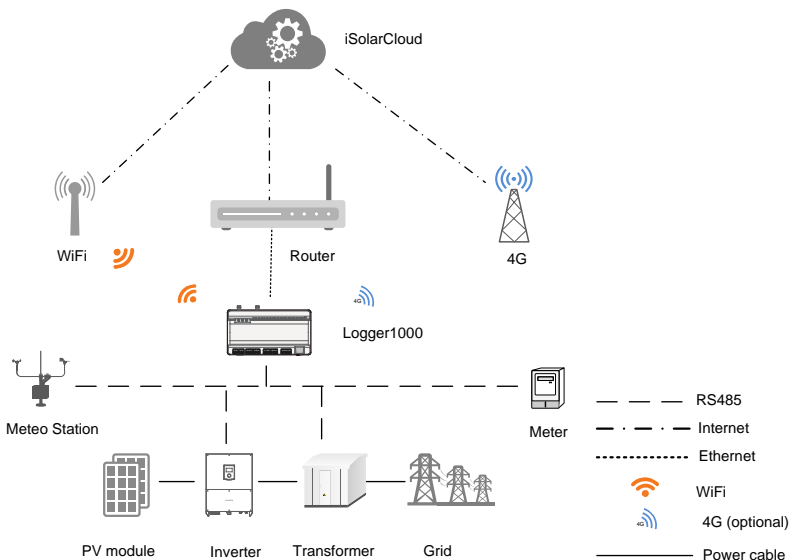 iSolarCloud
WiFi
Router
4G
4G
Logger1000
Meteo Station
Meter
RS485
Internet
Ethernet
WiFi
4G
4G (optional)
PV module
Inverter
Transformer
Grid
Power cable